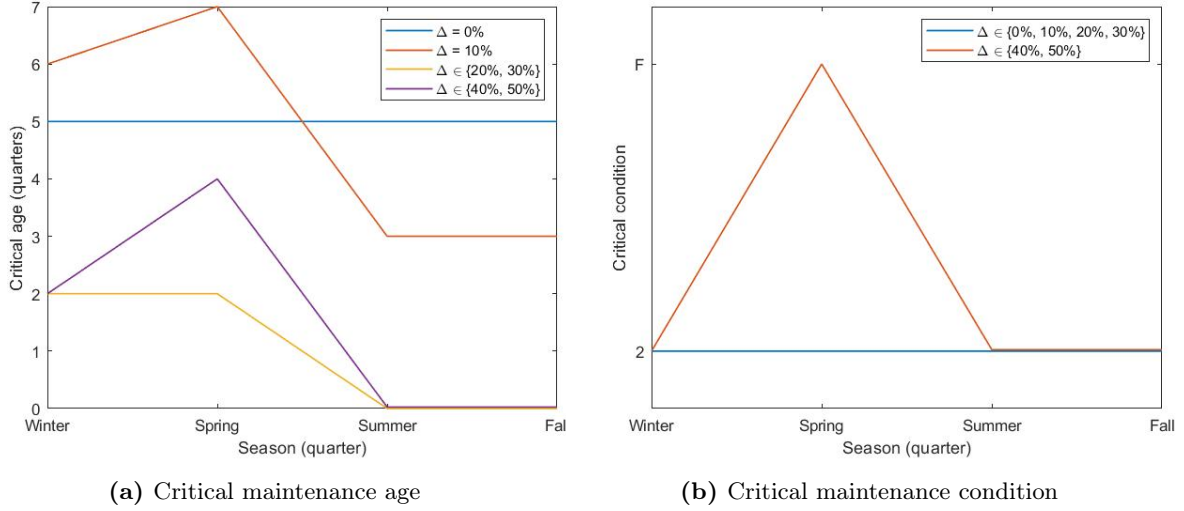 7
6
5
4
3
2
1
0
Critical age (quarters)
Winter Spring Summer Fal
Season (quarter)
Δ = 0%
Δ = 10%
Δ ∈ {20%, 30%}
Δ ∈ {40%, 50%}
(a) Critical maintenance age
F
2
Critical condition
Winter Spring Summer Fall
Season (quarter)
Δ ∈ {0%, 10%, 20%, 30%}
Δ ∈ {40%, 50%}
(b) Critical maintenance condition